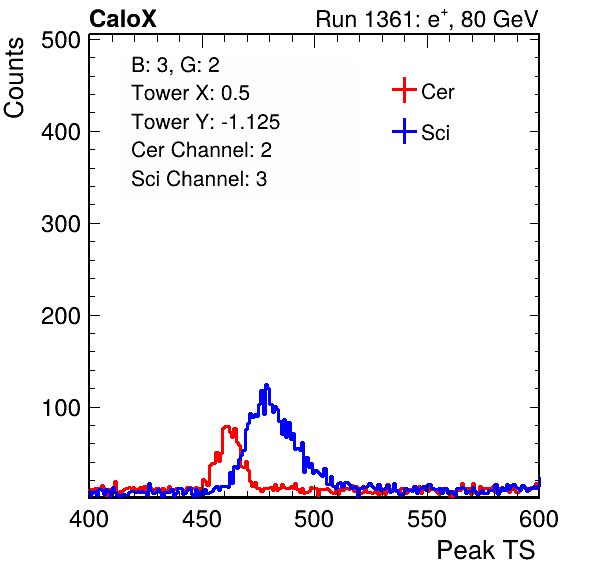 CaloX Run 1361: e⁺, 80 GeV
Counts
500
400
300
200
100
B: 3, G: 2
Tower X: 0.5
Tower Y: -1.125
Cer Channel: 2
Sci Channel: 3
Cer
Sci
400 450 500 550 600
Peak TS